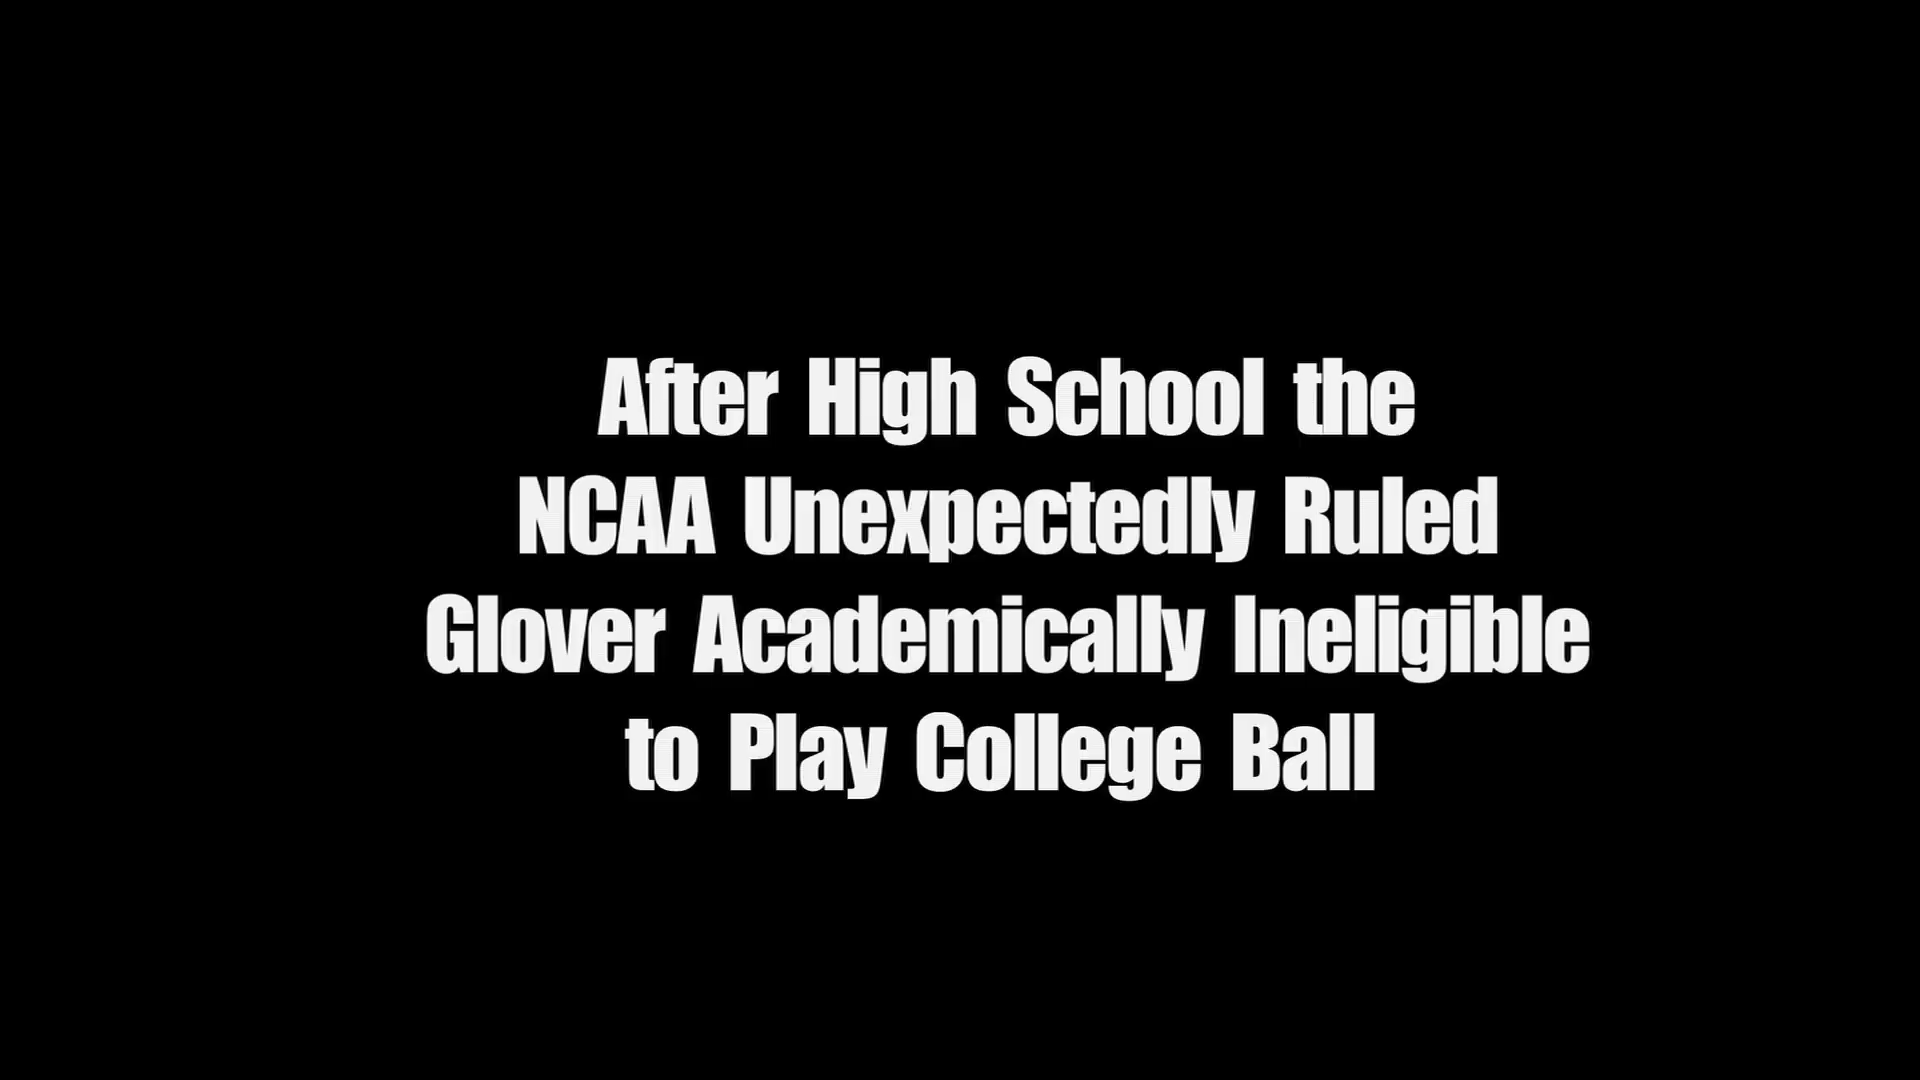 After High School the
NCAA Unexpectedly Ruled
Glover Academically Ineligible
to Play College Ball